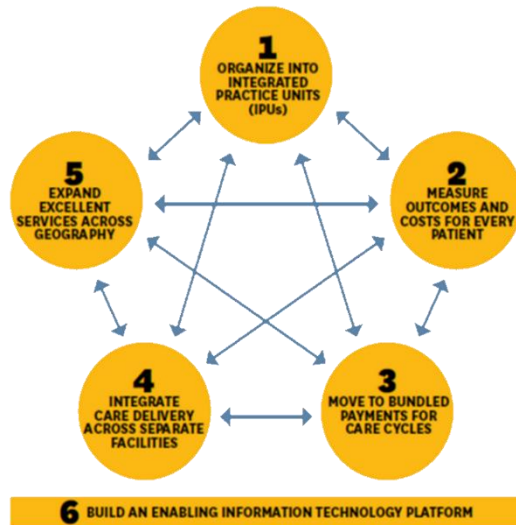 1
ORGANIZE INTO
INTEGRATED
PRACTICE UNITS
(IPUs)
2
MEASURE
OUTCOMES AND
COSTS FOR EVERY
PATIENT
3
MOVE TO BUNDLED
PAYMENTS FOR
CARE CYCLES
4
INTEGRATE
CARE DELIVERY
ACROSS SEPARATE
FACILITIES
5
EXPAND
EXCELLENT
SERVICES ACROSS
GEOGRAPHY
6 BUILD AN ENABLING INFORMATION TECHNOLOGY PLATFORM